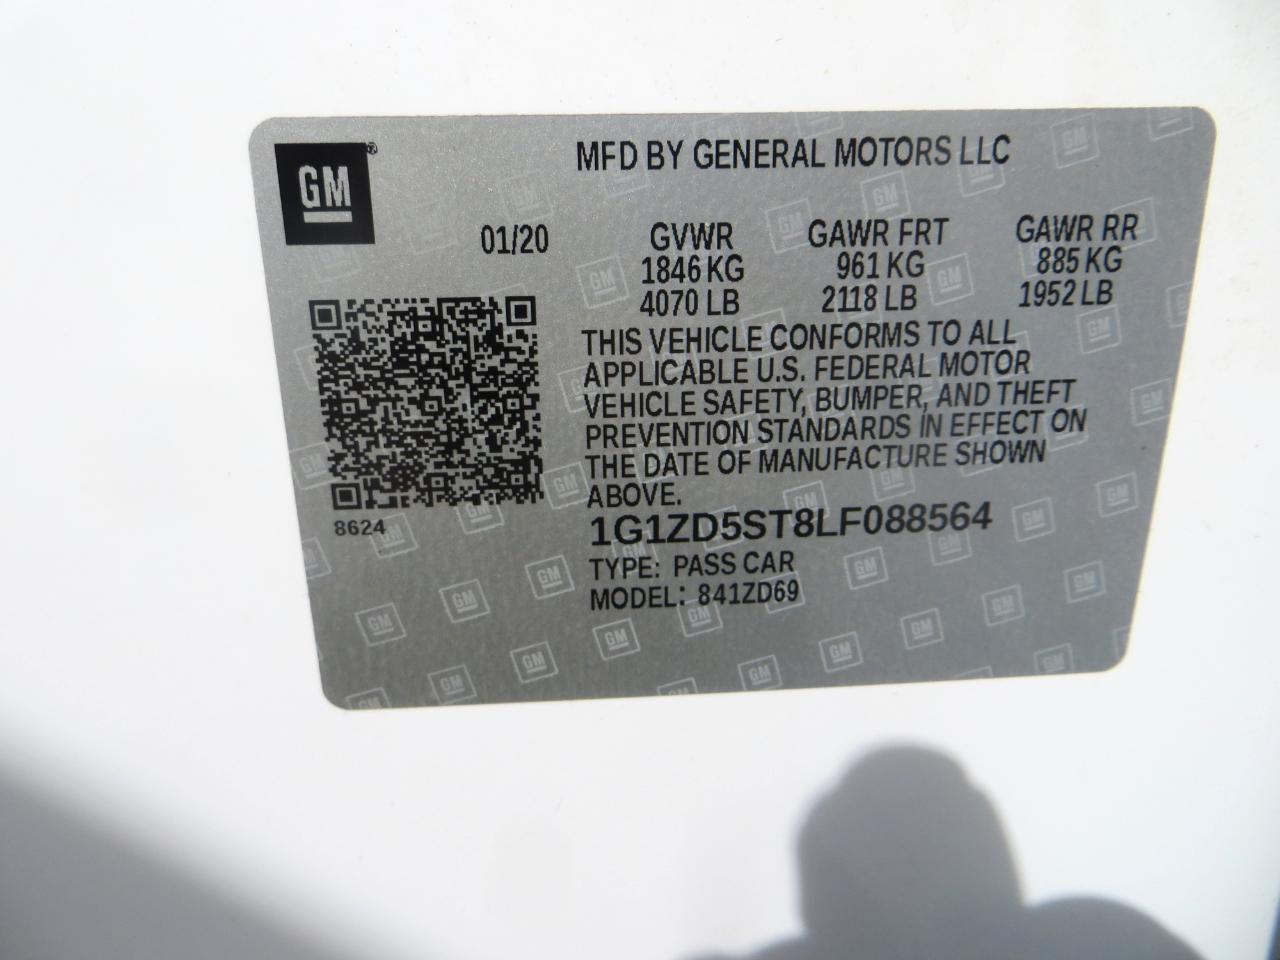 GM®
MFD BY GENERAL MOTORS LLC
01/20
GVWR GAWR FRT GAWR RR
1846 KG 961 KG 885 KG
4070 LB 2118 LB 1952 LB
THIS VEHICLE CONFORMS TO ALL
APPLICABLE U.S. FEDERAL MOTOR
VEHICLE SAFETY, BUMPER, AND THEFT
PREVENTION STANDARDS IN EFFECT ON
THE DATE OF MANUFACTURE SHOWN
ABOVE.
8624
1G1ZD5ST8LF088564
TYPE: PASS CAR
MODEL: 841ZD69